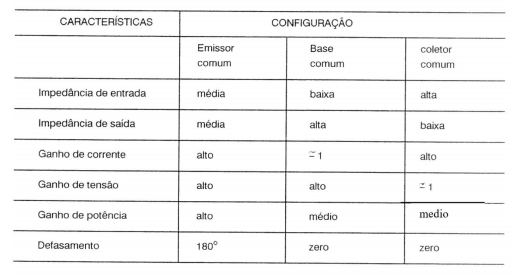 CARACTERÍSTICAS CONFIGURAÇÃO
Emissor comum Base comum coletor comum
Impedância de entrada média baixa alta
Impedância de saída média alta baixa
Ganho de corrente alto ≃ 1 alto
Ganho de tensão alto alto ≃ 1
Ganho de potência alto médio medio
Defasamento 180° zero zero